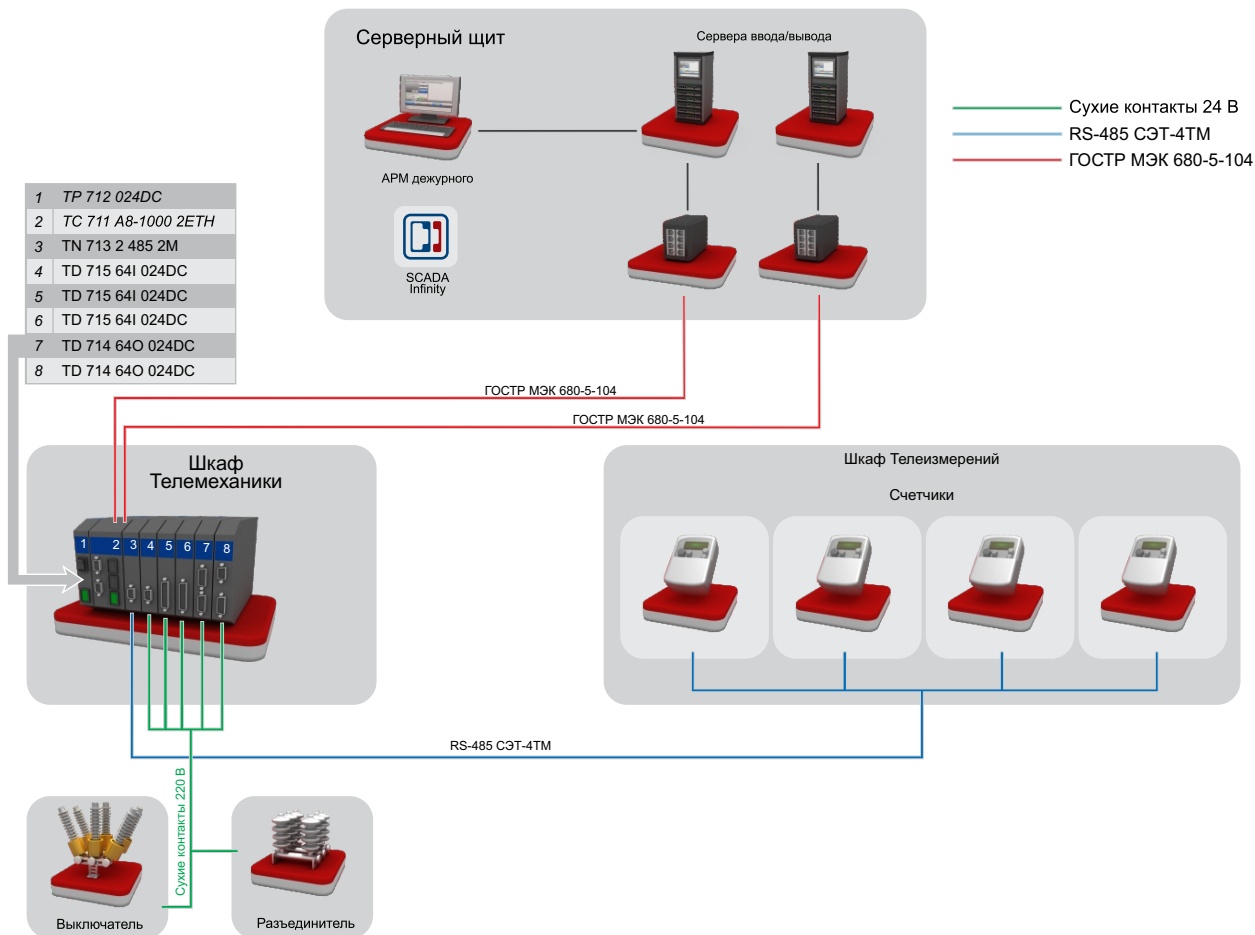 Серверный щит
Сервера ввода/вывода
АРМ дежурного
SCADA
Infinity
Сухие контакты 24 В
RS-485 СЭТ-4ТМ
ГОСТР МЭК 680-5-104
1 TP 712 024DC
2 TC 711 A8-1000 2ETH
3 TN 713 2 485 2M
4 TD 715 64I 024DC
5 TD 715 64I 024DC
6 TD 715 64I 024DC
7 TD 714 64O 024DC
8 TD 714 64O 024DC
ГОСТР МЭК 680-5-104
ГОСТР МЭК 680-5-104
Шкаф
Телемеханики
1 2 3 4 5 6 7 8
Шкаф Телеизмерений
Счетчики
RS-485 СЭТ-4ТМ
Сухие контакты 220 В
Выключатель
Разъединитель